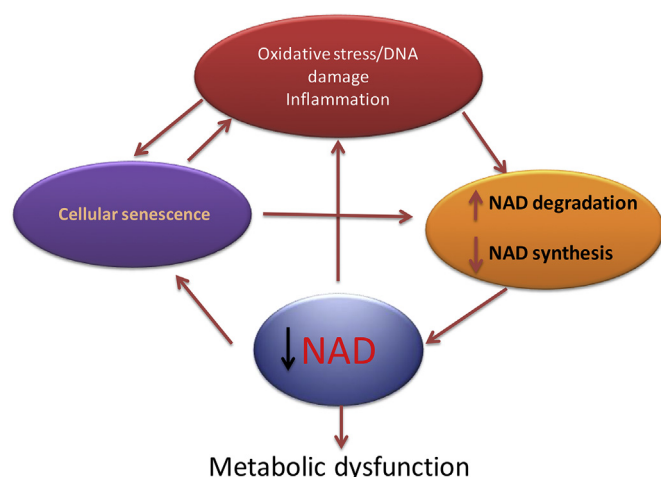 Oxidative stress/DNA
damage
Inflammation
Cellular senescence
NAD degradation
NAD synthesis
NAD
Metabolic dysfunction